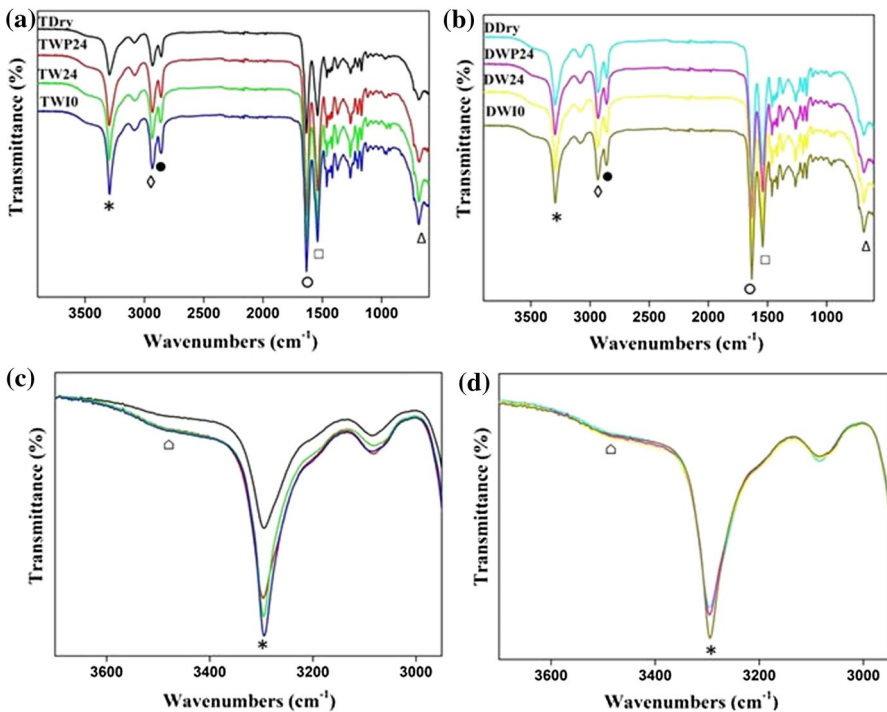 (a)
TDry
TWP24
TW24
TWI0
*
◊
●
○
□
Δ
Transmittance (%)
3500 3000 2500 2000 1500 1000
Wavenumbers (cm⁻¹)
(b)
DDry
DWP24
DW24
DWI0
*
◊
●
○
□
Δ
Transmittance (%)
3500 3000 2500 2000 1500 1000
Wavenumbers (cm⁻¹)
(c)
*
Transmittance (%)
3600 3400 3200 3000
Wavenumbers (cm⁻¹)
(d)
*
Transmittance (%)
3600 3400 3200 3000
Wavenumbers (cm⁻¹)